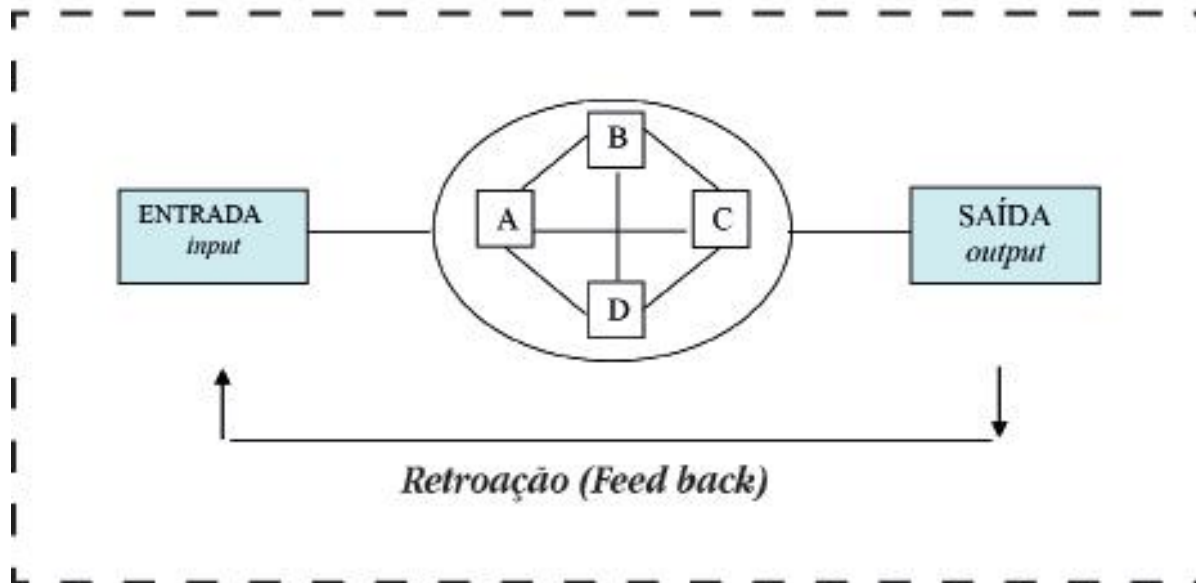 B
ENTRADA
input
A
C
SAÍDA
output
D
Retroação (Feed back)